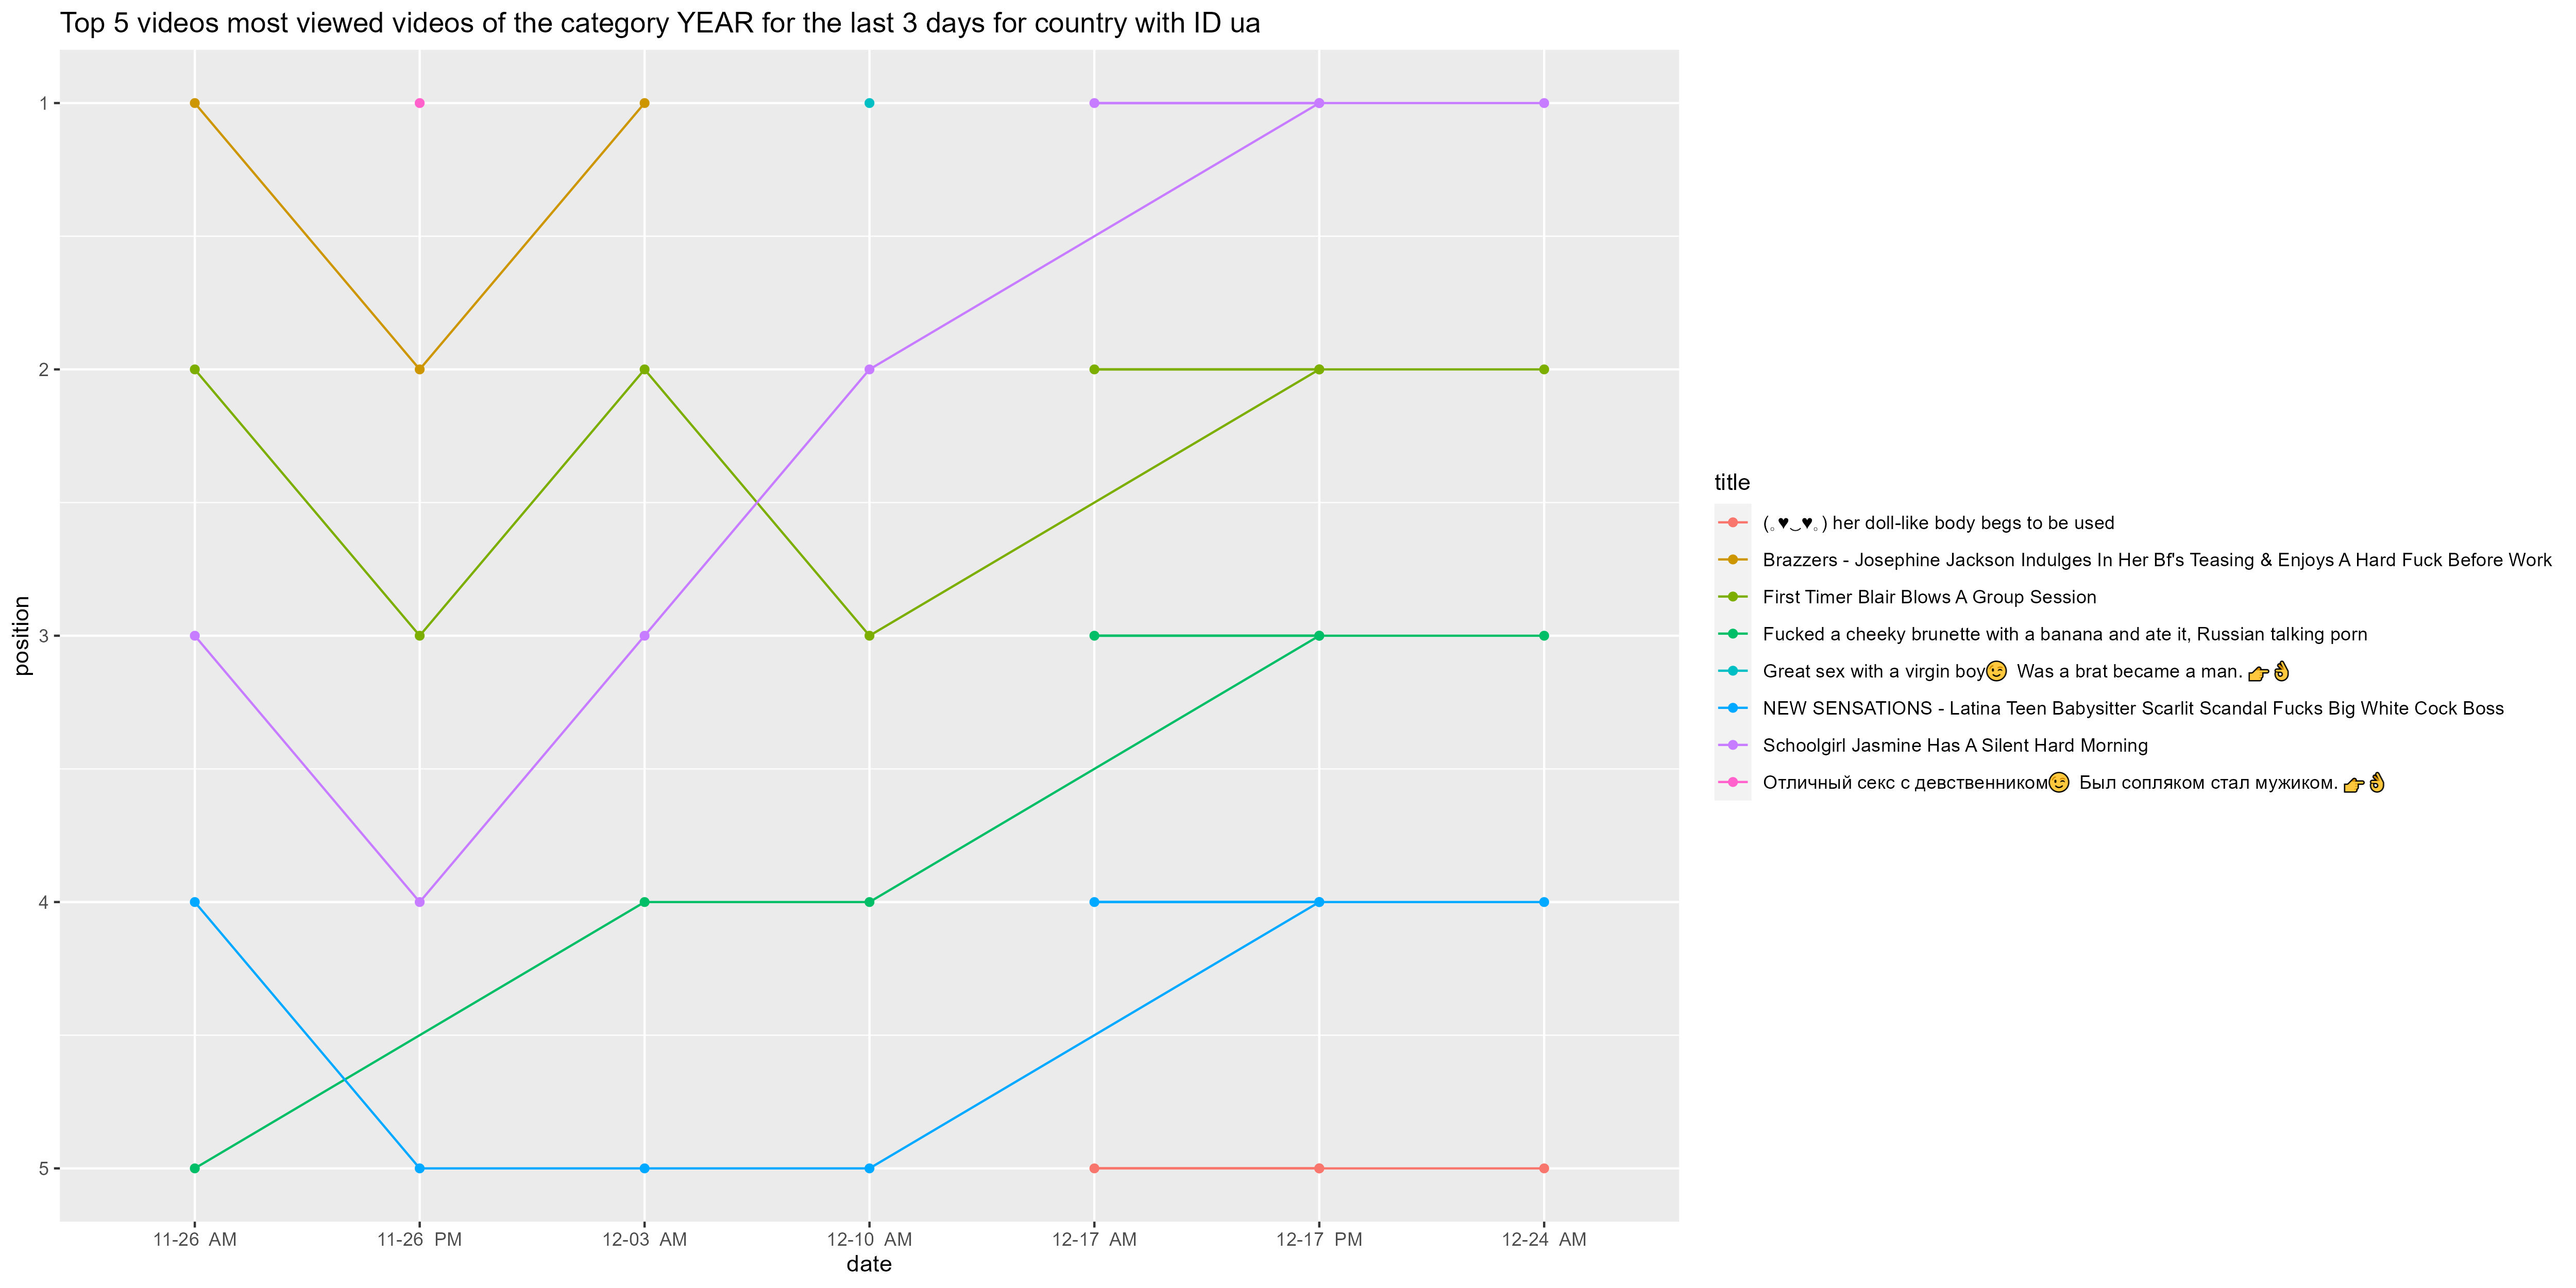 Top 5 videos most viewed videos of the category YEAR for the last 3 days for country with ID ua
position
1
2
3
4
5
11-26 AM
11-26 PM
12-03 AM
12-10 AM
12-17 AM
12-17 PM
12-24 AM
date
title
(｡♥‿♥｡) her doll-like body begs to be used
Brazzers - Josephine Jackson Indulges In Her Bf's Teasing & Enjoys A Hard Fuck Before Work
First Timer Blair Blows A Group Session
Fucked a cheeky brunette with a banana and ate it, Russian talking porn
Great sex with a virgin boy😉 Was a brat became a man. 👉👌
NEW SENSATIONS - Latina Teen Babysitter Scarlit Scandal Fucks Big White Cock Boss
Schoolgirl Jasmine Has A Silent Hard Morning
Отличный секс с девственником😉 Был сопляком стал мужиком. 👉👌